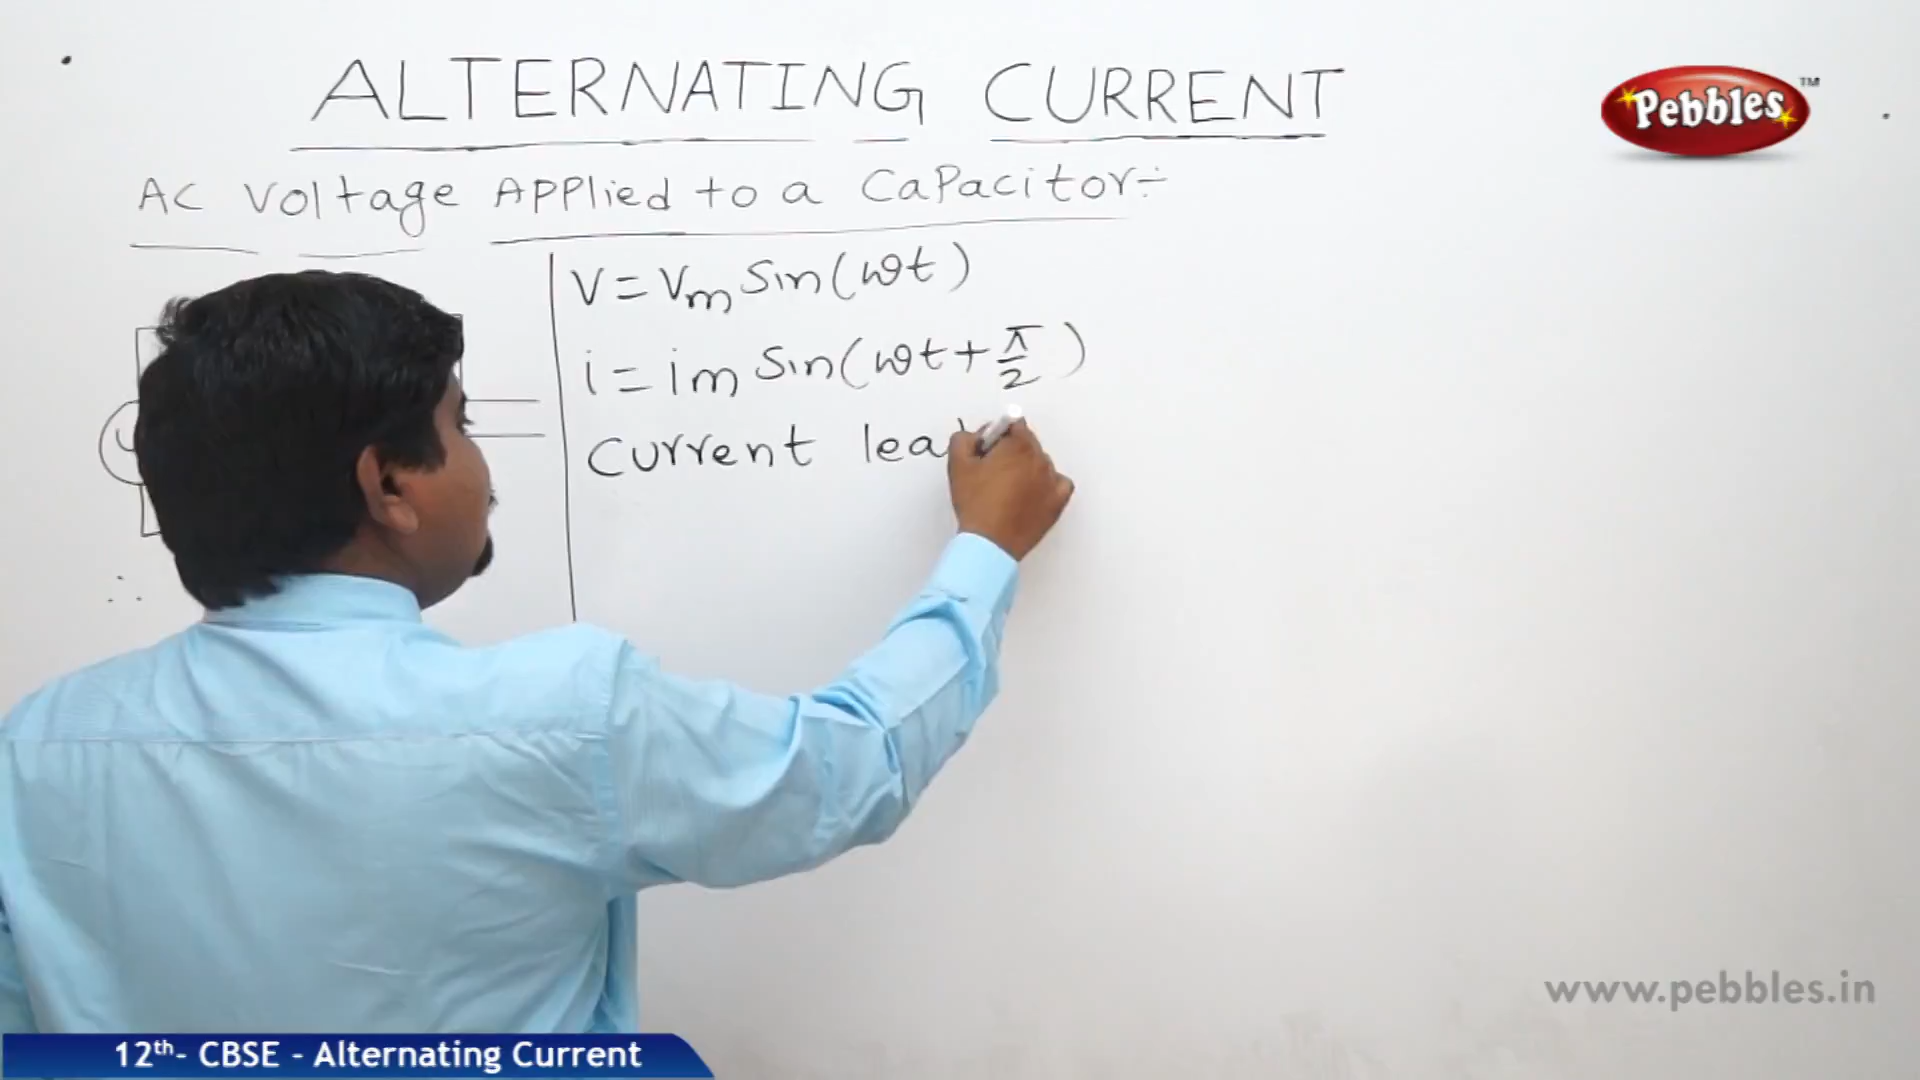 ALTERNATING CURRENT
Pebbles™
AC Voltage Applied to a Capacitor÷
V = Vm Sin(ωt)
i = im Sin(ωt + π/2)
Current lea
www.pebbles.in
12th- CBSE - Alternating Current